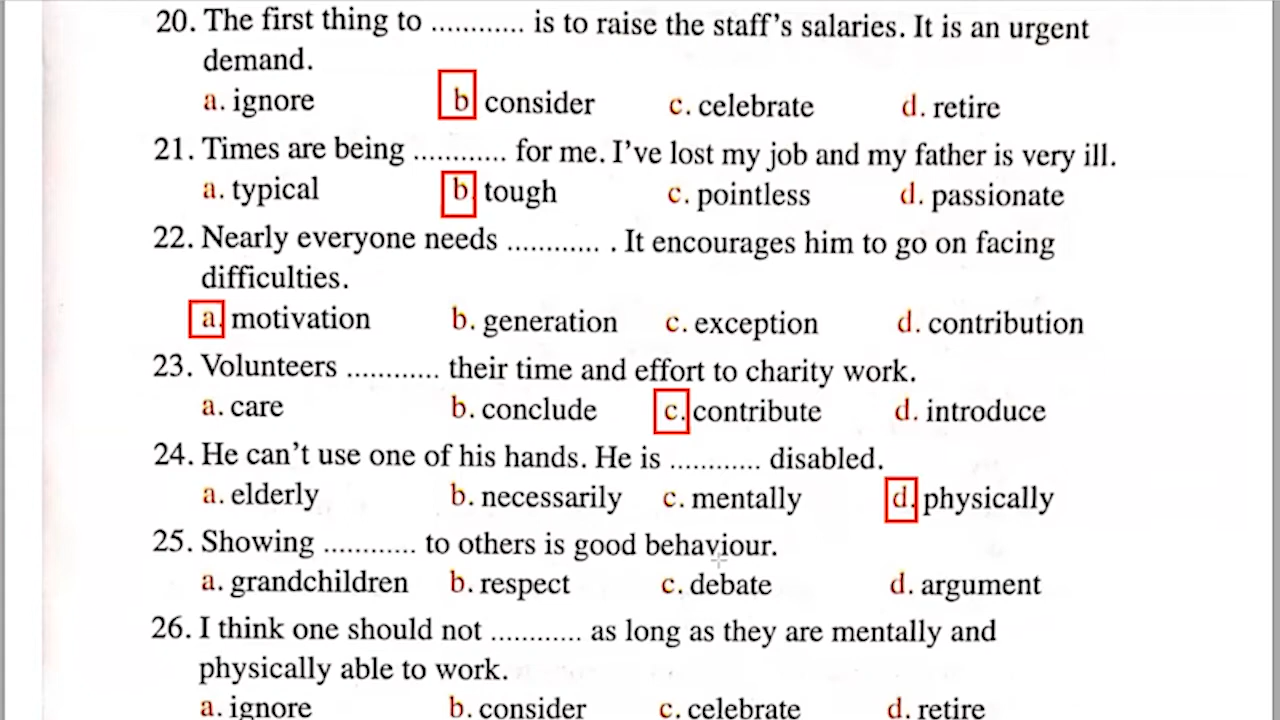 20. The first thing to ............ is to raise the staff's salaries. It is an urgent
demand.
a. ignore b consider c. celebrate d. retire
21. Times are being ............ for me. I've lost my job and my father is very ill.
a. typical b. tough c. pointless d. passionate
22. Nearly everyone needs ............ . It encourages him to go on facing
difficulties.
a. motivation b. generation c. exception d. contribution
23. Volunteers ............ their time and effort to charity work.
a. care b. conclude c. contribute d. introduce
24. He can't use one of his hands. He is ............ disabled.
a. elderly b. necessarily c. mentally d. physically
25. Showing ............ to others is good behaviour.
a. grandchildren b. respect c. debate d. argument
26. I think one should not ............ as long as they are mentally and
physically able to work.
a. ignore b. consider c. celebrate d. retire